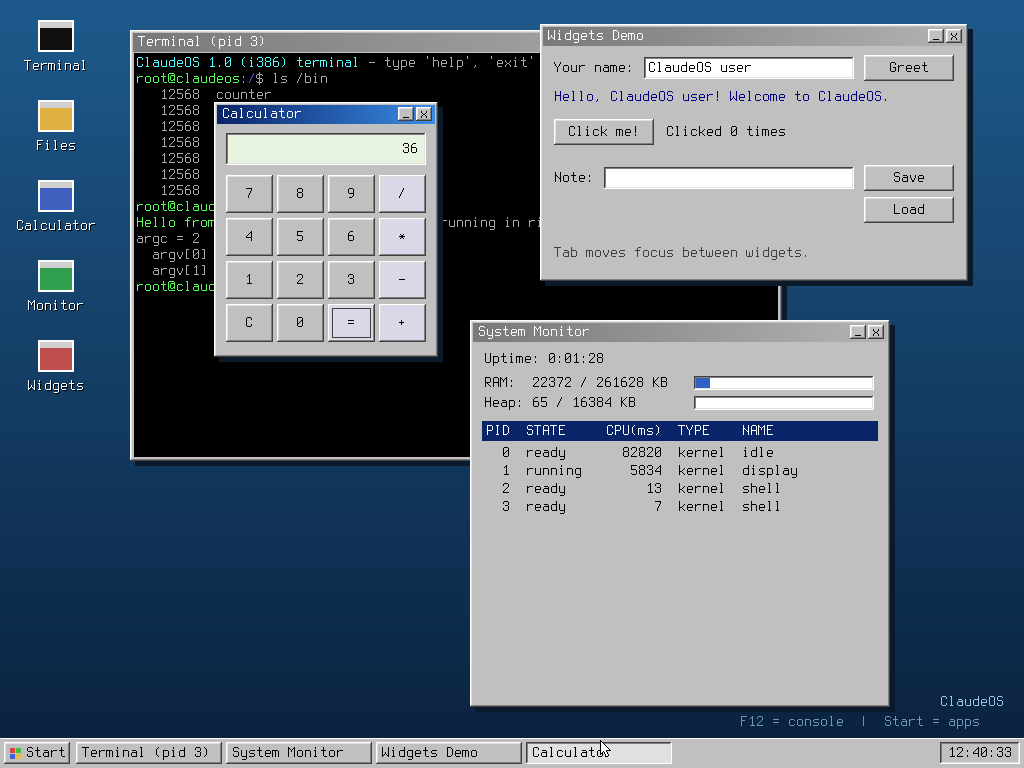 Terminal
Files
Calculator
Monitor
Widgets
Terminal (pid 3)
ClaudeOS 1.0 (i386) terminal - type 'help', 'exit'
root@claudeos:/$ ls /bin
12568 counter
12568
12568
12568
12568
12568
12568
root@clau
Hello from
running in ri
argc = 2
argv[0]
argv[1]
root@clau
Calculator
36
7 8 9 /
4 5 6 *
1 2 3 -
C 0 = +
Widgets Demo
Your name: ClaudeOS user Greet
Hello, ClaudeOS user! Welcome to ClaudeOS.
Click me! Clicked 0 times
Note: Save
Load
Tab moves focus between widgets.
System Monitor
Uptime: 0:01:28
RAM: 22372 / 261628 KB
Heap: 65 / 16384 KB
PID STATE CPU(ms) TYPE NAME
0 ready 82820 kernel idle
1 running 5834 kernel display
2 ready 13 kernel shell
3 ready 7 kernel shell
ClaudeOS
F12 = console | Start = apps
Start Terminal (pid 3) System Monitor Widgets Demo Calculator 12:40:33